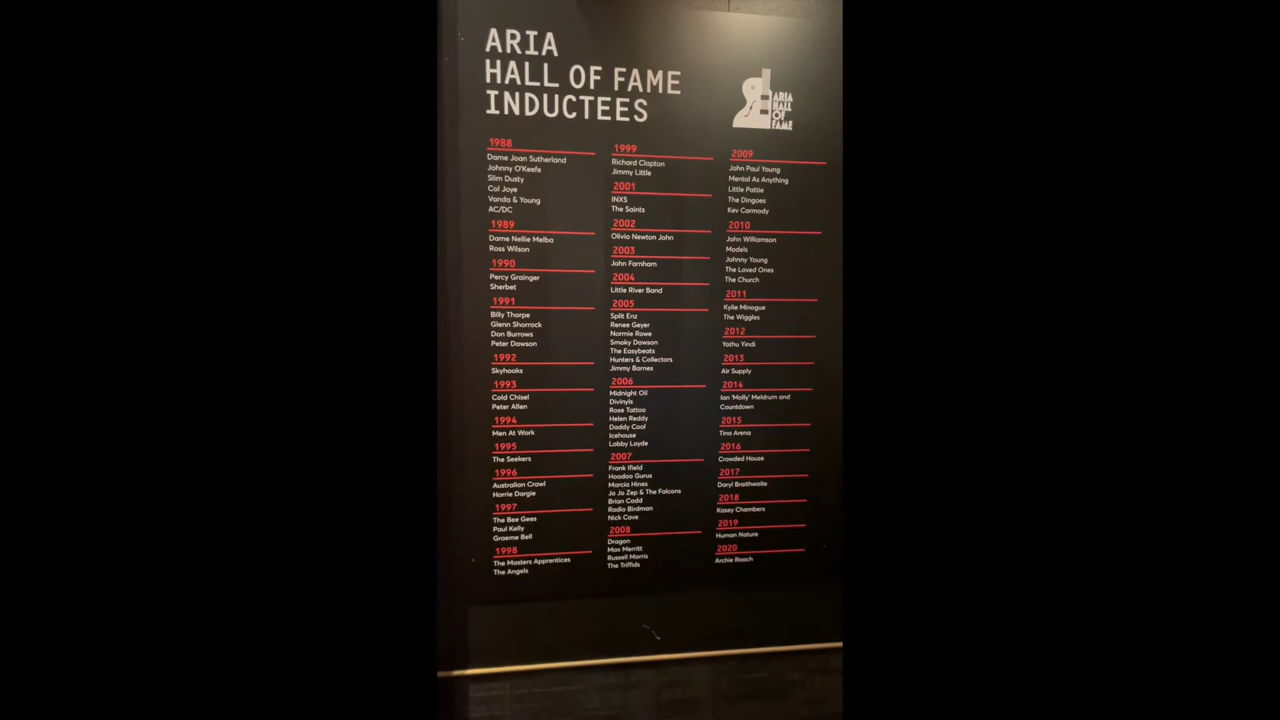 ARIA
HALL OF FAME
INDUCTEES
ARIA
HALL
OF
FAME
1988
Dame Joan Sutherland
Johnny O'Keefe
Slim Dusty
Col Joye
Vanda & Young
AC/DC
1989
Dame Nellie Melba
Ross Wilson
1990
Percy Grainger
Sherbet
1991
Billy Thorpe
Glenn Shorrock
Don Burrows
Peter Dawson
1992
Skyhooks
1993
Cold Chisel
Peter Allen
1994
Men At Work
1995
The Seekers
1996
Australian Crawl
Horrie Dargie
1997
The Bee Gees
Paul Kelly
Graeme Bell
1998
The Masters Apprentices
The Angels
1999
Richard Clapton
Jimmy Little
2001
INXS
The Saints
2002
Olivia Newton John
2003
John Farnham
2004
Little River Band
2005
Split Enz
Renee Geyer
Normie Rowe
Smoky Dawson
The Easybeats
Hunters & Collectors
Jimmy Barnes
2006
Midnight Oil
Divinyls
Rose Tattoo
Helen Reddy
Daddy Cool
Icehouse
Lobby Loyde
2007
Frank Ifield
Hoodoo Gurus
Marcia Hines
Jo Jo Zep & The Falcons
Brian Cadd
Radio Birdman
Nick Cave
2008
Dragon
Max Merritt
Russell Morris
The Triffids
2009
John Paul Young
Mental As Anything
Little Pattie
The Dingoes
Kev Carmody
2010
John Williamson
Models
Johnny Young
The Loved Ones
The Church
2011
Kylie Minogue
The Wiggles
2012
Yothu Yindi
2013
Air Supply
2014
Ian 'Molly' Meldrum and
Countdown
2015
Tina Arena
2016
Crowded House
2017
Daryl Braithwaite
2018
Kasey Chambers
2019
Human Nature
2020
Archie Roach